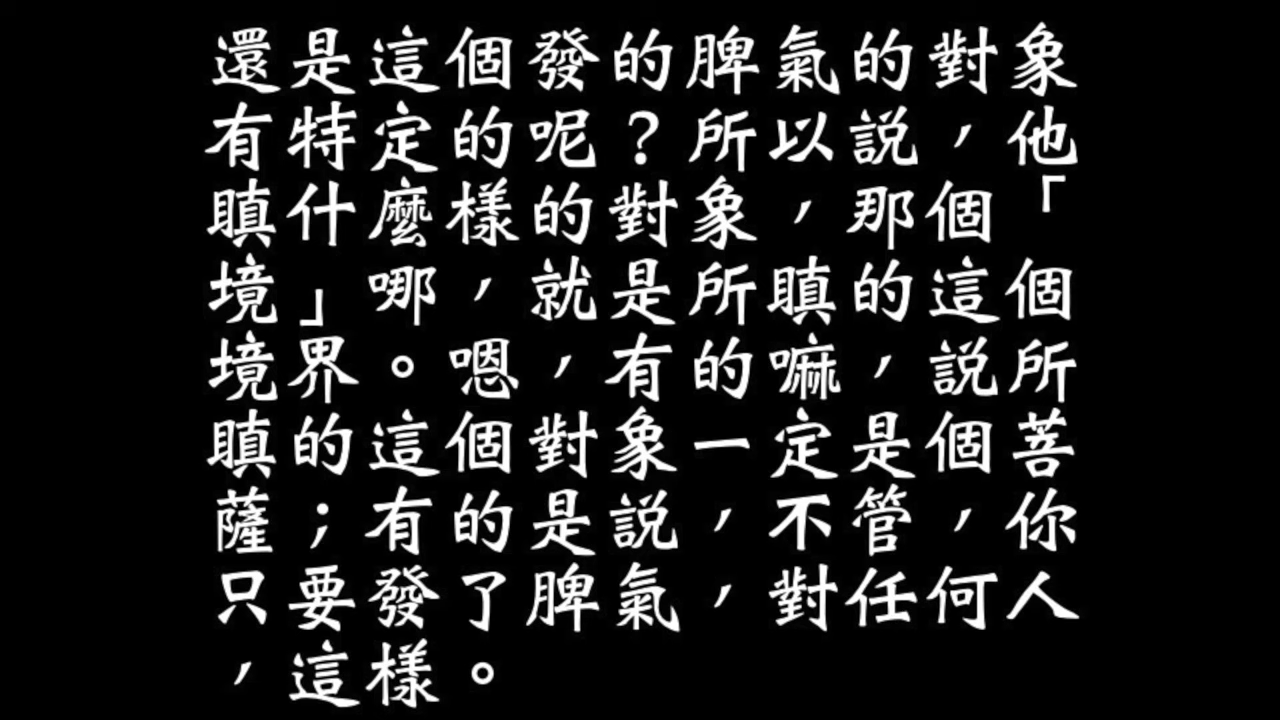 還是這個發的脾氣的對象
有特定的呢？所以説，他
瞋什麼樣的對象，那個「
境」哪，就是所瞋的這個
境界。嗯，有的嘛，説所
瞋的這個對象一定是個菩
薩；有的是説，不管，你
只要發了脾氣，對任何人
，這樣。